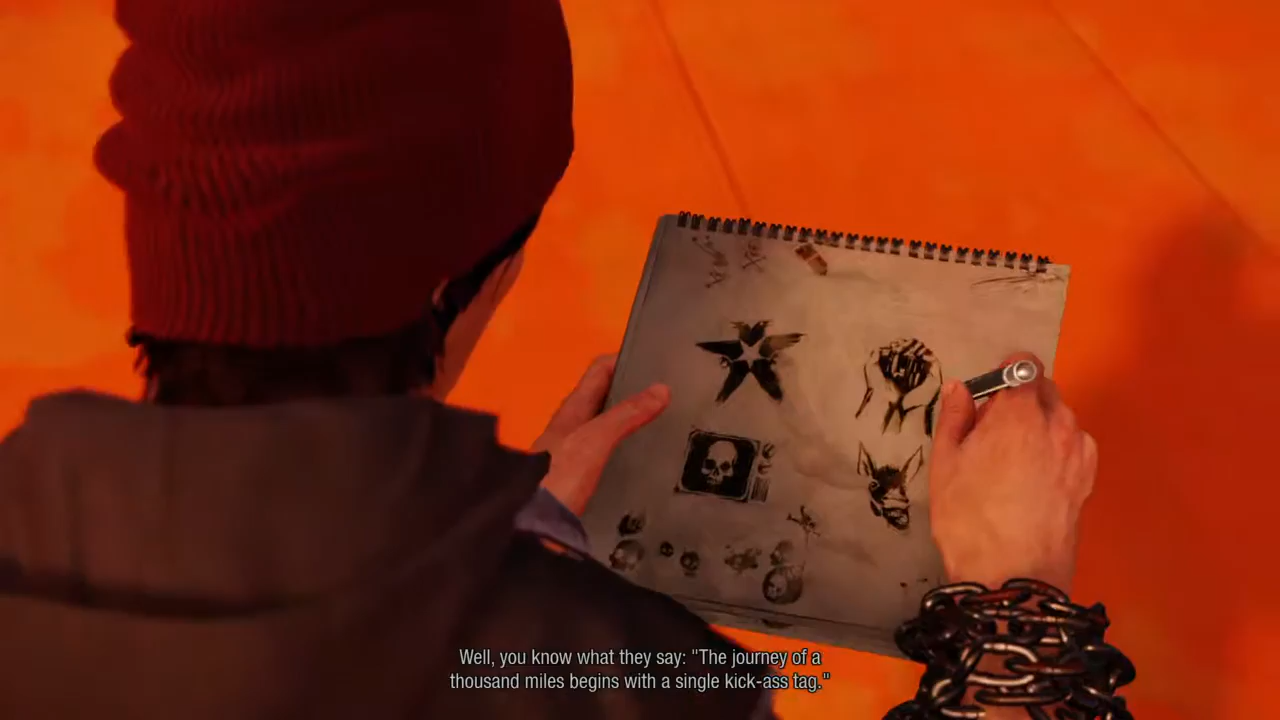 Well, you know what they say: "The journey of a
thousand miles begins with a single kick-ass tag."